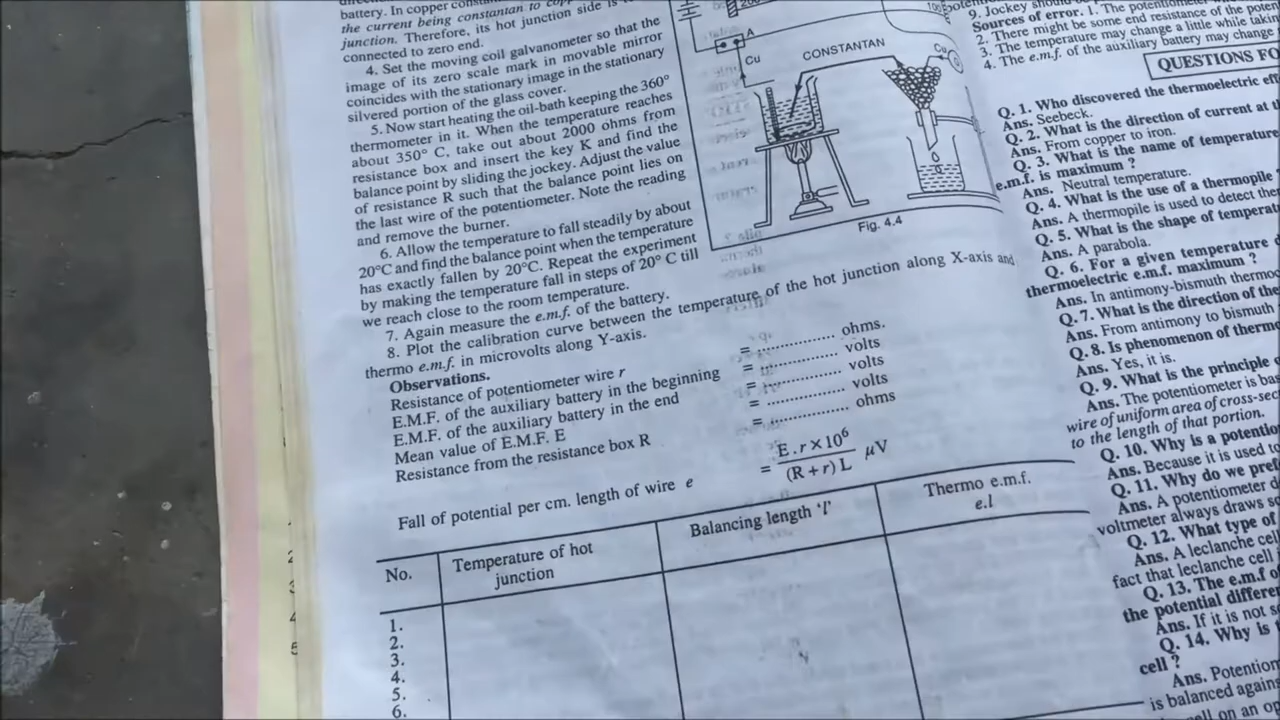 battery. In copper
the current being constantan to
junction. Therefore, its hot junction side is
connected to zero end.
4. Set the moving coil galvanometer so that the
image of its zero scale mark in movable mirror
coincides with the stationary image in the stationary
silvered portion of the glass cover.
5. Now start heating the oil-bath keeping the 360°
thermometer in it. When the temperature reaches
about 350° C, take out about 2000 ohms from
resistance box and insert the key K and find the
balance point by sliding the jockey. Adjust the value
of resistance R such that the balance point lies on
the last wire of the potentiometer. Note the reading
and remove the burner.
6. Allow the temperature to fall steadily by about
20°C and find the balance point when the temperature
has exactly fallen by 20°C. Repeat the experiment
by making the temperature fall in steps of 20° C till
we reach close to the room temperature.
7. Again measure the e.m.f. of the battery.
8. Plot the calibration curve between the temperature of the hot junction along X-axis and
thermo e.m.f. in microvolts along Y-axis.
A
Cu
CONSTANTAN
Cu
Fig. 4.4
Observations.
Resistance of potentiometer wire r = ............... ohms.
E.M.F. of the auxiliary battery in the beginning = ............... volts
E.M.F. of the auxiliary battery in the end = ............... volts
Mean value of E.M.F. E = ............... volts
Resistance from the resistance box R = ............... ohms
Fall of potential per cm. length of wire e = E.r×10⁶ / (R+r) L μV
No. Temperature of hot junction Balancing length 'l' Thermo e.m.f. e.l
1.
2.
3.
4.
5.
6.
9. Jockey should
Sources of error. 1. The potentiometer
2. There might be some end resistance of the
3. The temperature may change a little while
4. The e.m.f. of the auxiliary battery may change
QUESTIONS
Q. 1. Who discovered the thermoelectric
Ans. Seebeck.
Q. 2. What is the direction of current at
Ans. From copper to iron.
Q. 3. What is the name of temperature
e.m.f. is maximum ?
Ans. Neutral temperature.
Q. 4. What is the use of a thermopile
Ans. A thermopile is used to detect
Q. 5. What is the shape of
Ans. A parabola.
Q. 6. For a given temperature
thermoelectric e.m.f. maximum ?
Ans. In antimony-bismuth
Q. 7. What is the direction of the
Ans. From antimony to bismuth
Q. 8. Is phenomenon of
Ans. Yes, it is.
Q. 9. What is the principle
Ans. The potentiometer is
wire of uniform area of
to the length of that portion.
Q. 10. Why is a
Ans. Because it is used to
Q. 11. Why do we
Ans. A potentiometer
voltmeter always draws
Q. 12. What type of
Ans. A leclanche cell
fact that leclanche cell
Q. 13. The e.m.f
the potential
Ans. If it is not
Q. 14. Why is
cell ?
Ans.
is balanced
2
3
4
5